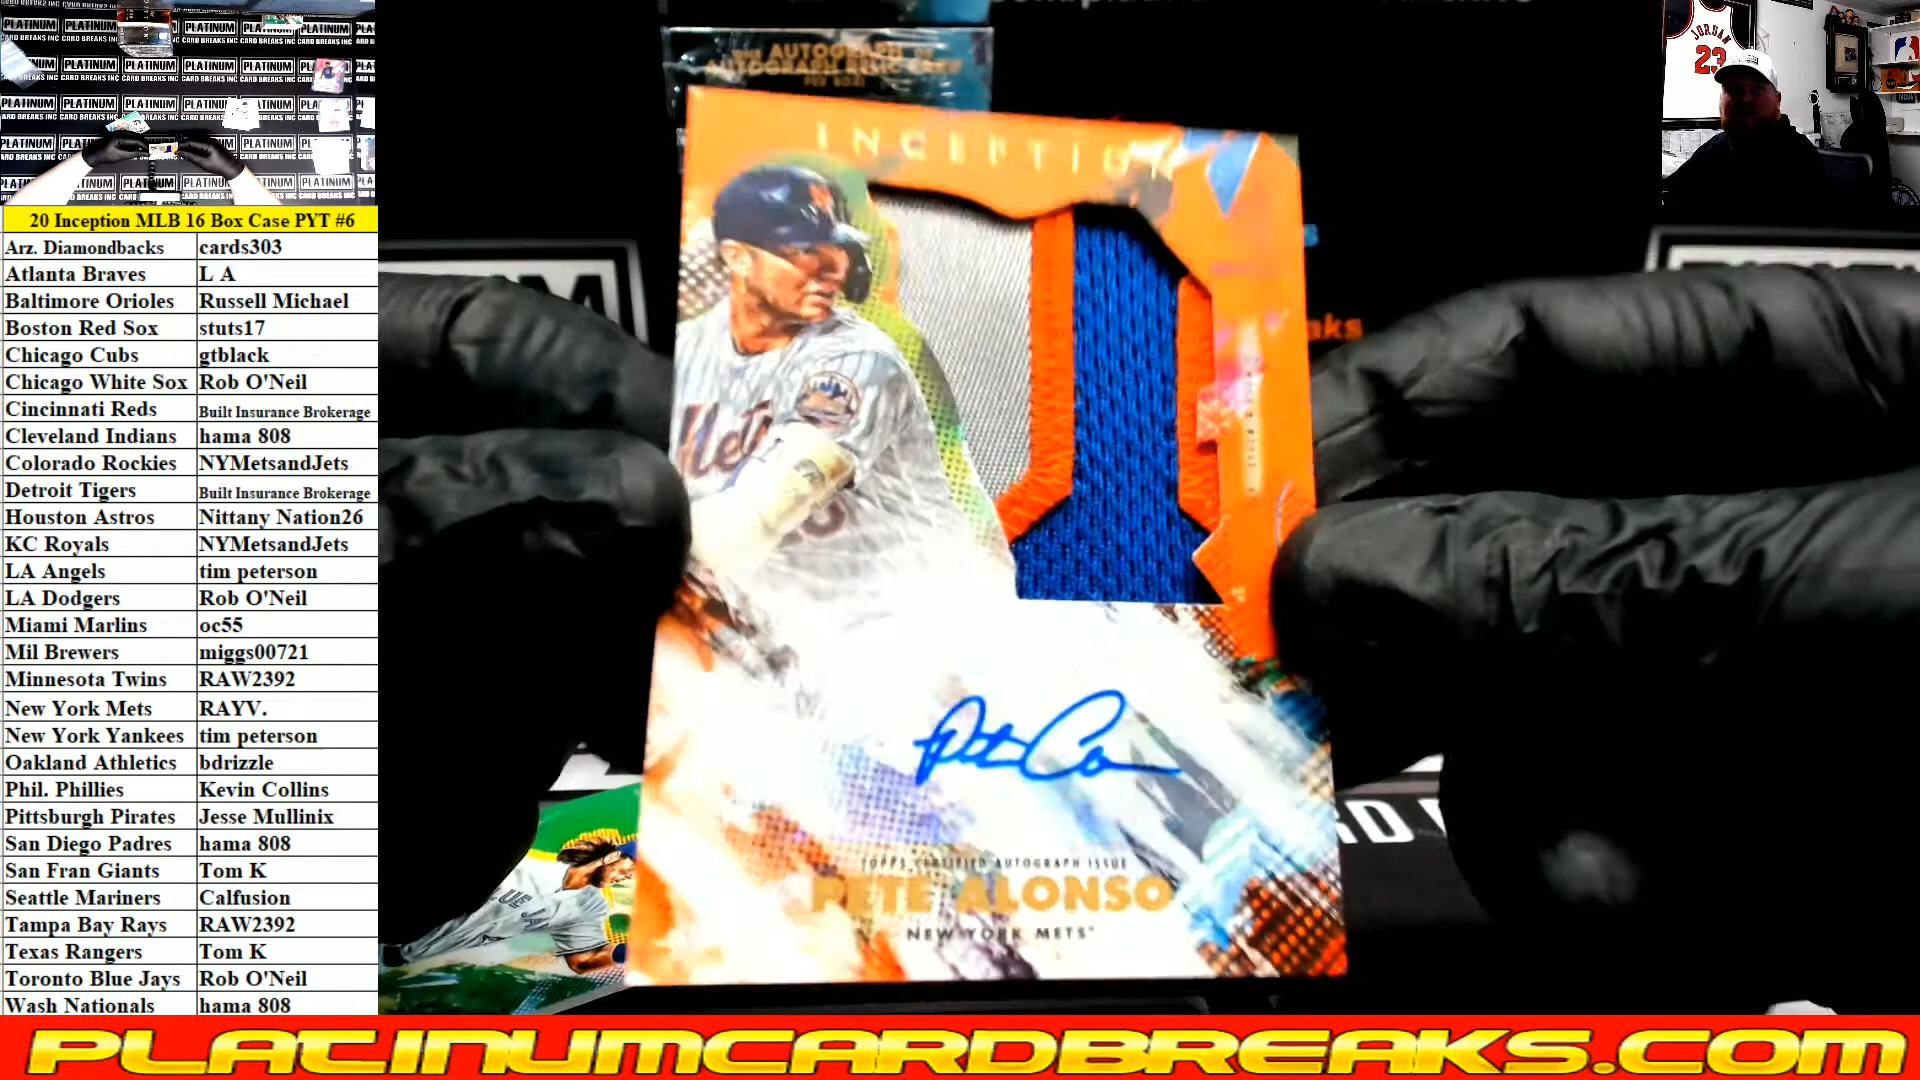 20 Inception MLB 16 Box Case PYT #6
Arz. Diamondbacks cards303
Atlanta Braves L A
Baltimore Orioles Russell Michael
Boston Red Sox stuts17
Chicago Cubs gtblack
Chicago White Sox Rob O'Neil
Cincinnati Reds Built Insurance Brokerage
Cleveland Indians hama 808
Colorado Rockies NYMetsandJets
Detroit Tigers Built Insurance Brokerage
Houston Astros Nittany Nation26
KC Royals NYMetsandJets
LA Angels tim peterson
LA Dodgers Rob O'Neil
Miami Marlins oc55
Mil Brewers miggs00721
Minnesota Twins RAW2392
New York Mets RAYV.
New York Yankees tim peterson
Oakland Athletics bdrizzle
Phil. Phillies Kevin Collins
Pittsburgh Pirates Jesse Mullinix
San Diego Padres hama 808
San Fran Giants Tom K
Seattle Mariners Calfusion
Tampa Bay Rays RAW2392
Texas Rangers Tom K
Toronto Blue Jays Rob O'Neil
Wash Nationals hama 808
AUTOGRAPH
INCEPTION
Mets
TOPPS CERTIFIED AUTOGRAPH ISSUE
PETE ALONSO
NEW YORK METS
JORDAN
23
PLATINUM
CARD BREAKS INC
PLATINUMCARDBREAKS.COM